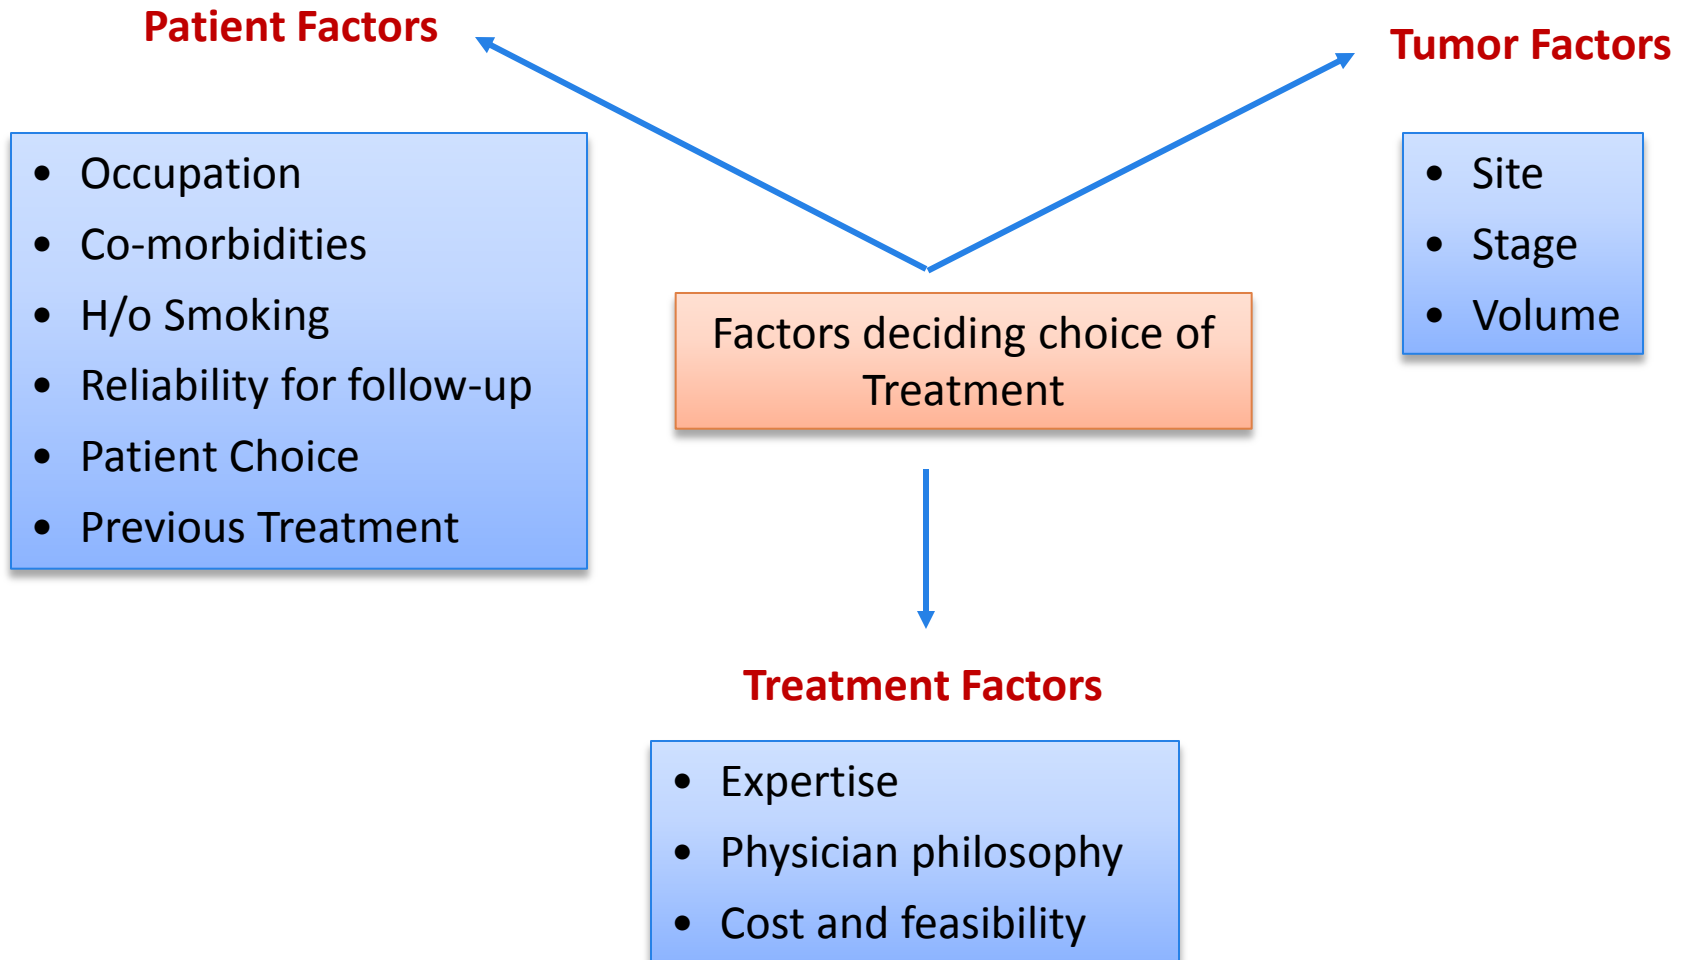 Patient Factors
Tumor Factors
• Occupation
• Co-morbidities
• H/o Smoking
• Reliability for follow-up
• Patient Choice
• Previous Treatment
• Site
• Stage
• Volume
Factors deciding choice of
Treatment
Treatment Factors
• Expertise
• Physician philosophy
• Cost and feasibility